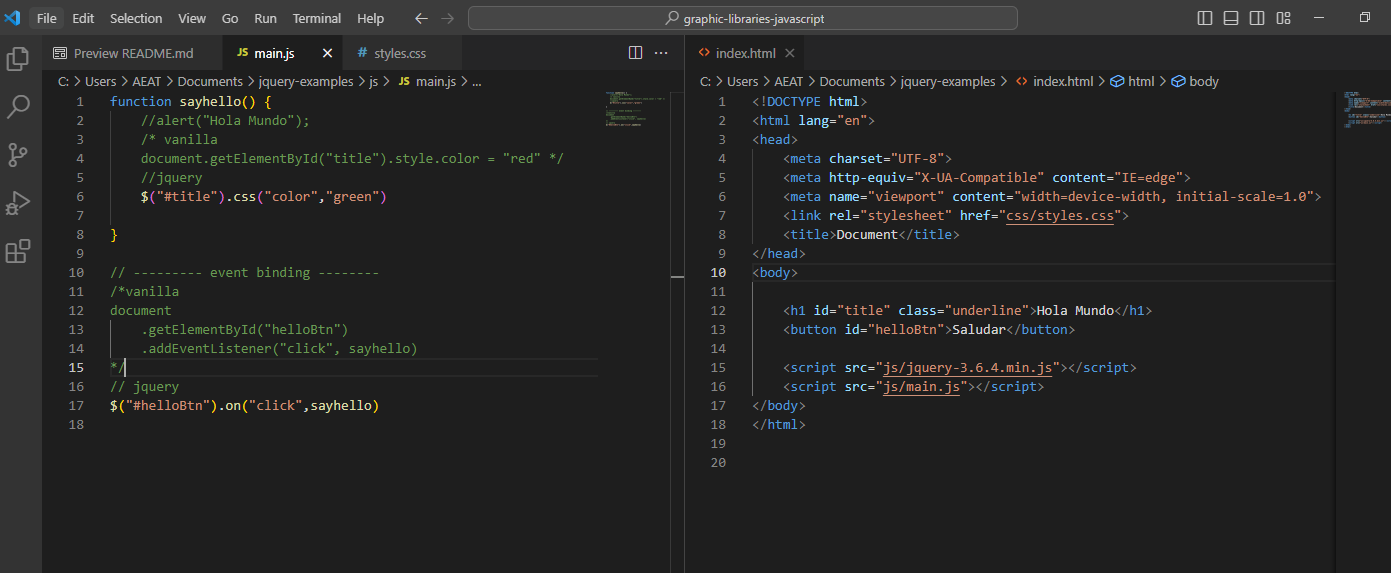 File Edit Selection View Go Run Terminal Help graphic-libraries-javascript
Preview README.md JS main.js # styles.css
C: > Users > AEAT > Documents > jquery-examples > js > JS main.js > ...
1 function sayhello() {
2 //alert("Hola Mundo");
3 /* vanilla
4 document.getElementById("title").style.color = "red" */
5 //jquery
6 $("#title").css("color","green")
7
8 }
9
10 // --------- event binding --------
11 /*vanilla
12 document
13 .getElementById("helloBtn")
14 .addEventListener("click", sayhello)
15 */
16 // jquery
17 $("#helloBtn").on("click",sayhello)
18
<> index.html
C: > Users > AEAT > Documents > jquery-examples > <> index.html > html > body
1 <!DOCTYPE html>
2 <html lang="en">
3 <head>
4 <meta charset="UTF-8">
5 <meta http-equiv="X-UA-Compatible" content="IE=edge">
6 <meta name="viewport" content="width=device-width, initial-scale=1.0">
7 <link rel="stylesheet" href="css/styles.css">
8 <title>Document</title>
9 </head>
10 <body>
11
12 <h1 id="title" class="underline">Hola Mundo</h1>
13 <button id="helloBtn">Saludar</button>
14
15 <script src="js/jquery-3.6.4.min.js"></script>
16 <script src="js/main.js"></script>
17 </body>
18 </html>
19
20